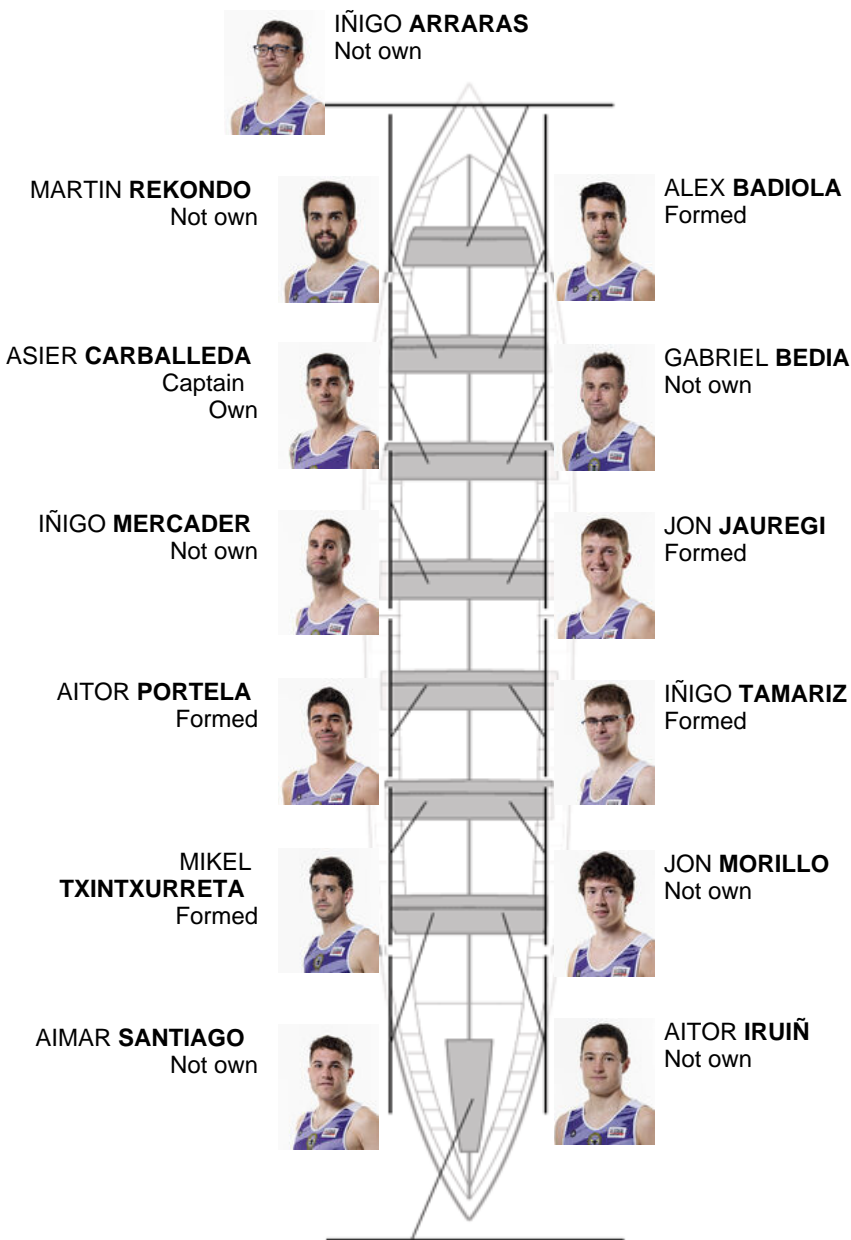 IÑIGO ARRARAS
Not own
MARTIN REKONDO
Not own
ALEX BADIOLA
Formed
ASIER CARBALLEDA
Captain
Own
GABRIEL BEDIA
Not own
IÑIGO MERCADER
Not own
JON JAUREGI
Formed
AITOR PORTELA
Formed
IÑIGO TAMARIZ
Formed
MIKEL
TXINTXURRETA
Formed
JON MORILLO
Not own
AIMAR SANTIAGO
Not own
AITOR IRUIÑ
Not own